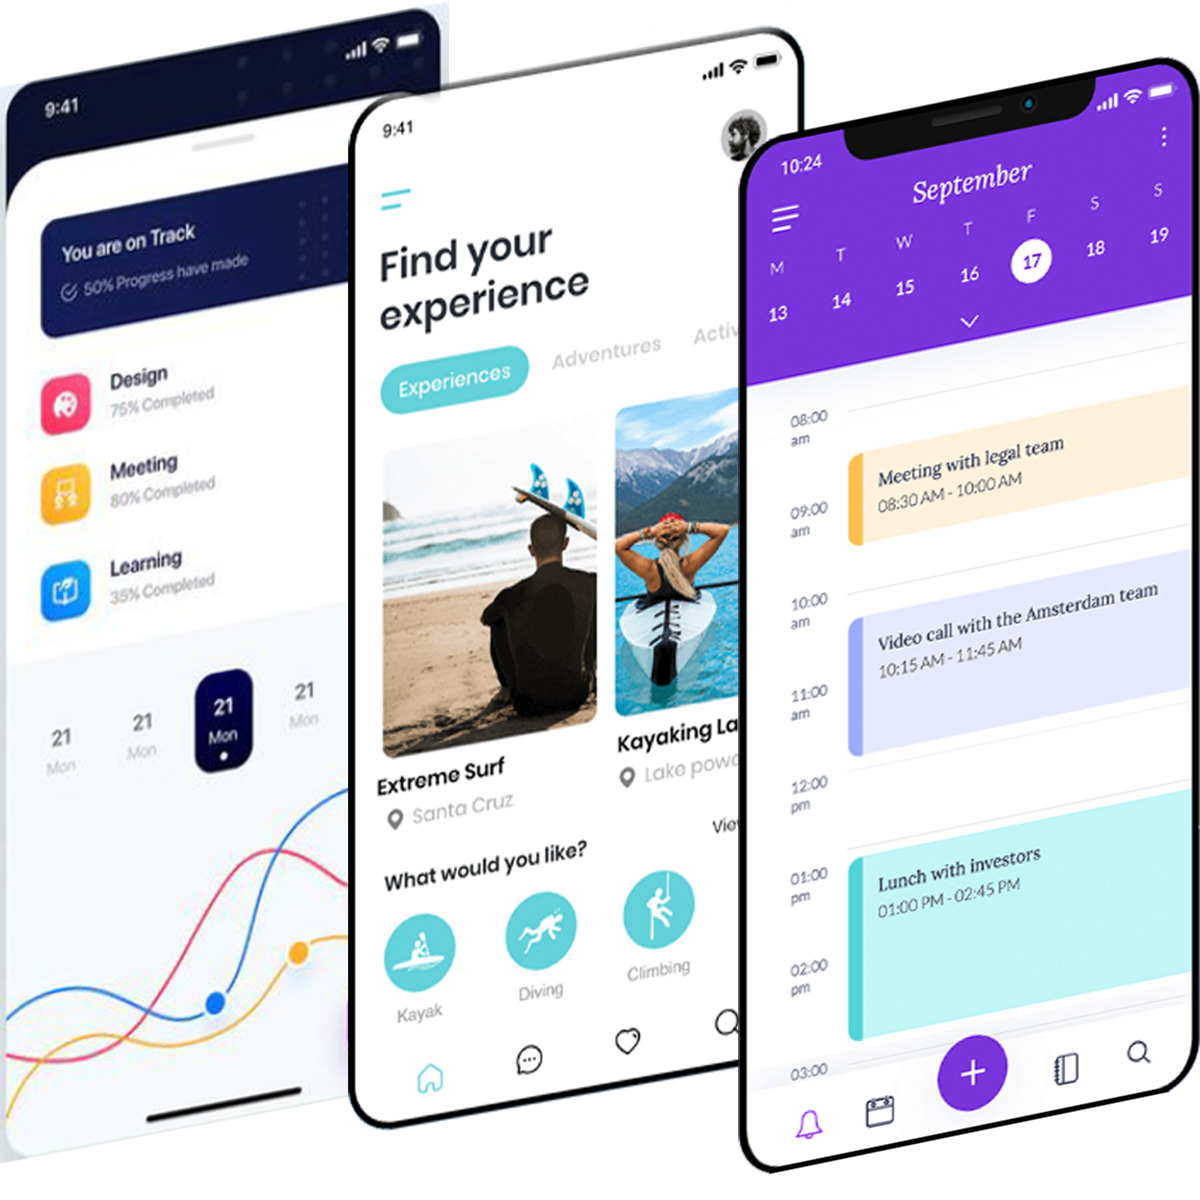 9:41
You are on Track
50% Progress have made
Design
75% Completed
Meeting
80% Completed
Learning
35% Completed
21
Mon
21
Mon
21
Mon
21
Mon
9:41
Find your
experience
Experiences Adventures Activ
Extreme Surf
Santa Cruz
Kayaking La
Lake powo
What would you like?
Vie
Kayak
Diving
Climbing
10:24
September
M T W T F S S
13 14 15 16 17 18 19
08:00
am
Meeting with legal team
08:30 AM - 10:00 AM
09:00
am
10:00
am
Video call with the Amsterdam team
10:15 AM - 11:45 AM
11:00
am
12:00
pm
01:00
pm
Lunch with investors
01:00 PM - 02:45 PM
02:00
pm
03:00